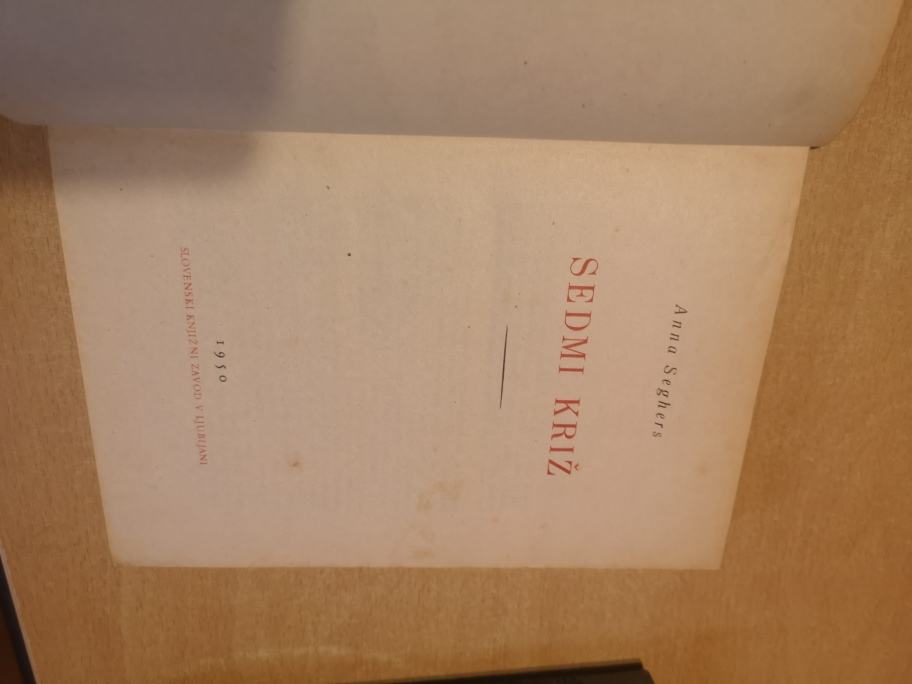 Anna Seghers
SEDMI KRIŽ
1950
SLOVENSKI KNJIŽNI ZAVOD V LJUBLJANI